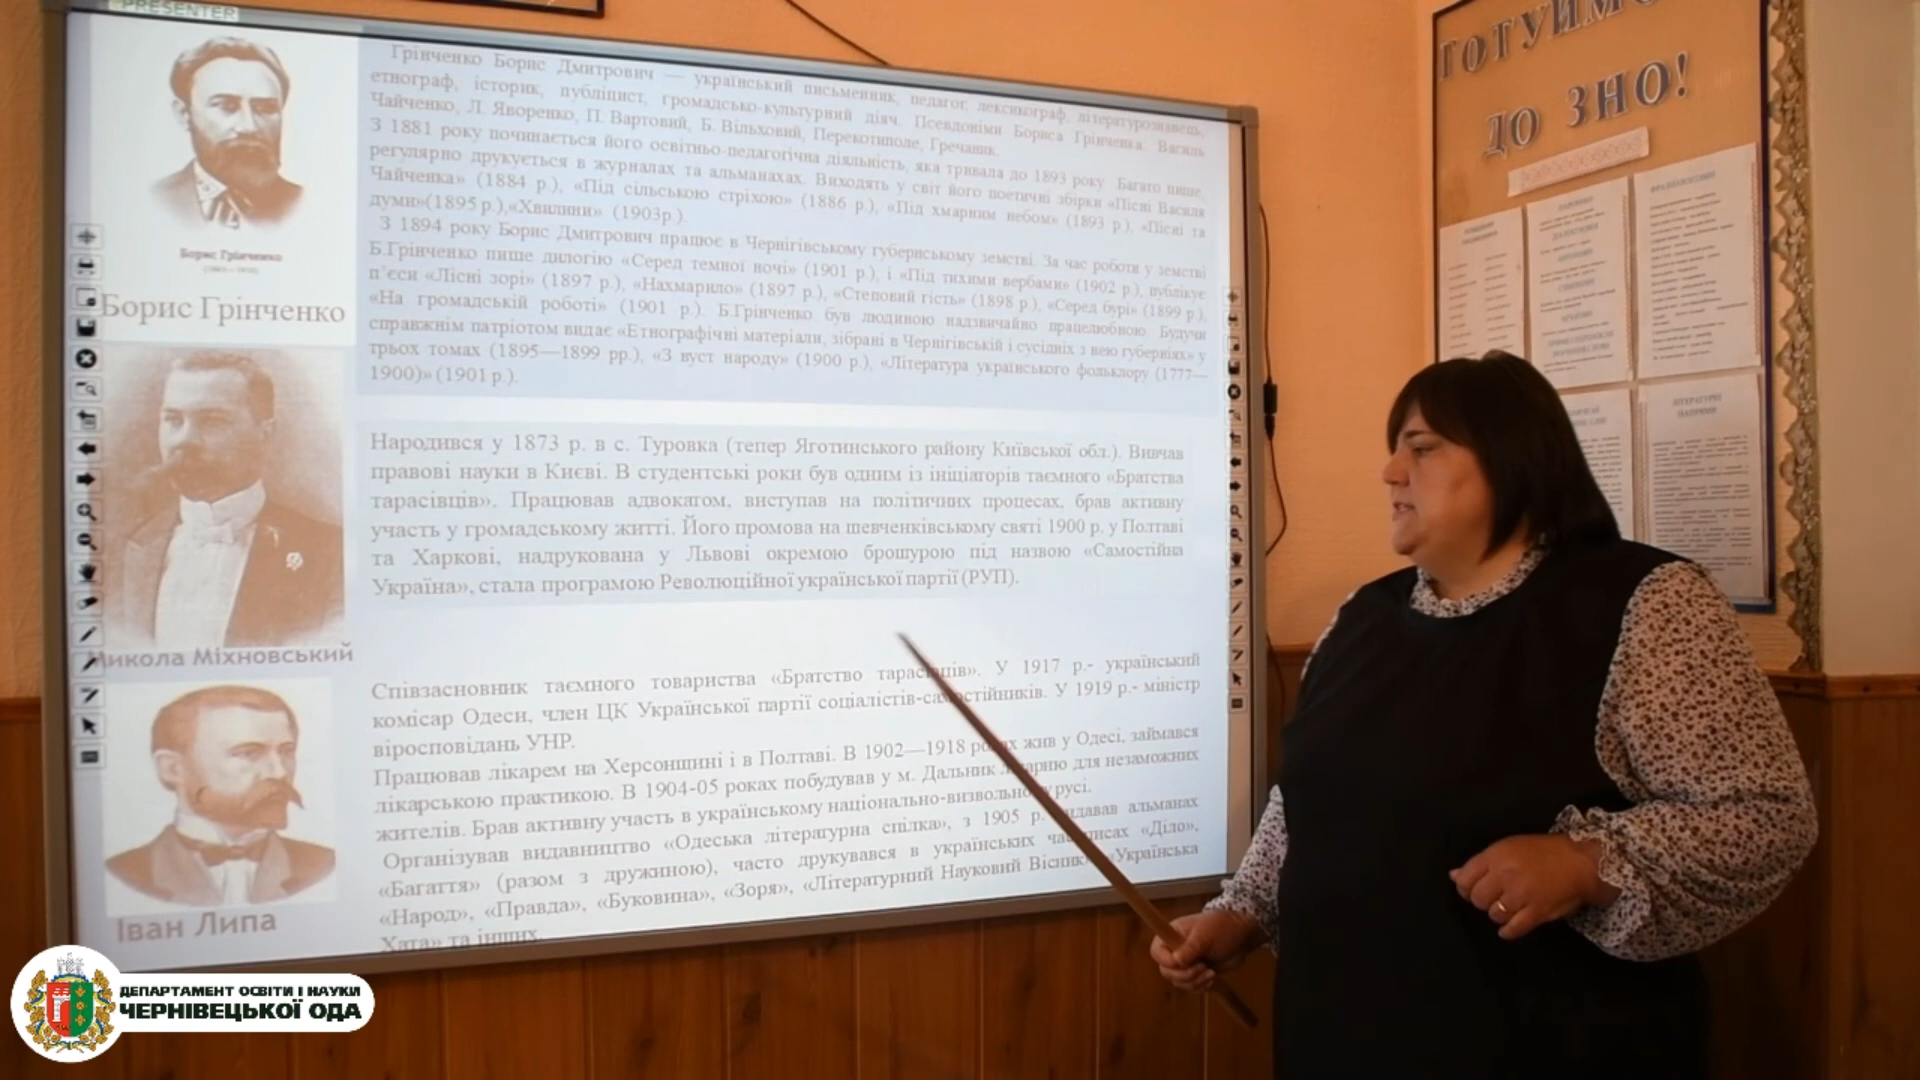 PRESENTER
Грінченко Борис Дмитрович — український письменник, педагог, лексикограф, літературознавець,
етнограф, історик, публіцист, громадсько-культурний діяч. Псевдоніми Бориса Грінченка. Василь
Чайченко, Л. Яворенко, П. Вартовий, Б. Вільховий, Перекотиполе, Гречаник.
З 1881 року починається його освітньо-педагогічна діяльність, яка тривала до 1893 року Багато пише,
регулярно друкується в журналах та альманахах. Виходять у світ його поетичні збірки «Пісні Василя
Чайченка» (1884 р.), «Під сільською стріхою» (1886 р.), «Під хмарним небом» (1893 р.), «Пісні та
думи»(1895 р.),«Хвилини» (1903р.).
З 1894 року Борис Дмитрович працює в Чернігівському губернському земстві. За час роботи у земстві
Б.Грінченко пише дилогію «Серед темної ночі» (1901 р.), і «Під тихими вербами» (1902 р.), публікує
п’єси «Лісні зорі» (1897 р.), «Нахмарило» (1897 р.), «Степовий гість» (1898 р.), «Серед бурі» (1899 р.),
«На громадській роботі» (1901 р.). Б.Грінченко був людиною надзвичайно працелюбною. Будучи
справжнім патріотом видає «Етнографічні матеріали, зібрані в Чернігівській і сусідніх з нею губерніях» у
трьох томах (1895—1899 рр.), «З вуст народу» (1900 р.), «Література українського фольклору (1777—
1900)» (1901 р.).
Борис Грінченко
Борис Грінченко
Народився у 1873 р. в с. Туровка (тепер Яготинського району Київської обл.). Вивчав
правові науки в Києві. В студентські роки був одним із ініціаторів таємного «Братства
тарасівців». Працював адвокатом, виступав на політичних процесах, брав активну
участь у громадському житті. Його промова на шевченківському святі 1900 р. у Полтаві
та Харкові, надрукована у Львові окремою брошурою під назвою «Самостійна
Україна», стала програмою Революційної української партії (РУП).
Микола Міхновський
Співзасновник таємного товариства «Братство тарасівців». У 1917 р.- український
комісар Одеси, член ЦК Української партії соціалістів-самостійників. У 1919 р.- міністр
віросповідань УНР.
Працював лікарем на Херсонщині і в Полтаві. В 1902—1918 роках жив у Одесі, займався
лікарською практикою. В 1904-05 роках побудував у м. Дальник лікарню для незаможних
жителів. Брав активну участь в українському національно-визвольному русі.
Організував видавництво «Одеська літературна спілка», з 1905 р. видавав альманах
«Багаття» (разом з дружиною), часто друкувався в українських часописах «Діло»,
«Народ», «Правда», «Буковина», «Зоря», «Літературний Науковий Вісник», «Українська
Хата» та інших.
Іван Липа
ГОТУЙМО
ДО ЗНО!
ЛІТЕРАТУРНІ
НАПРЯМИ
ДЕПАРТАМЕНТ ОСВІТИ І НАУКИ
ЧЕРНІВЕЦЬКОЇ ОДА